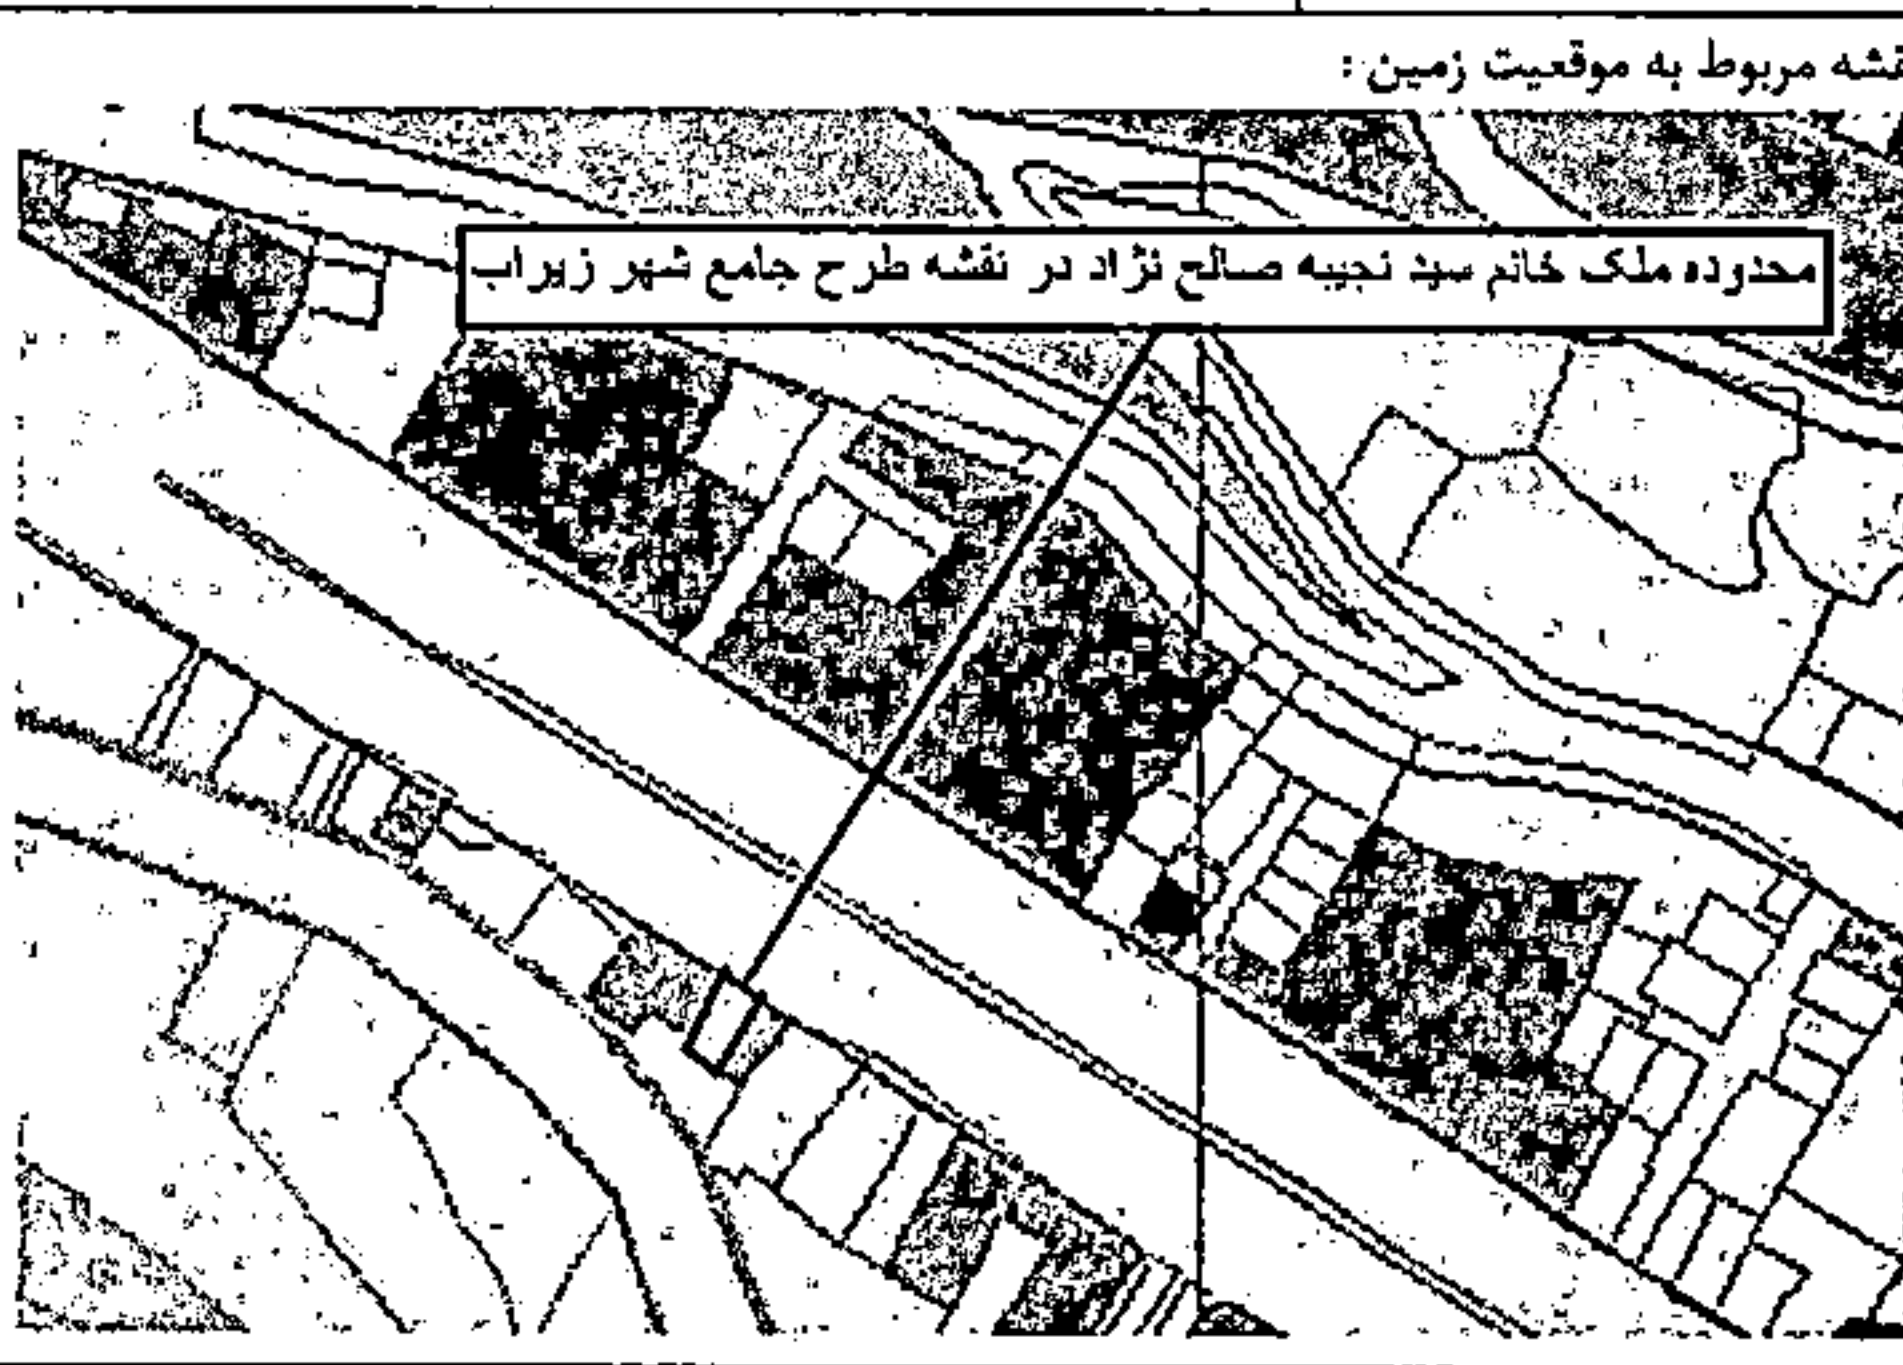 نقشه مربوط به موقعیت زمین :
محدوده ملک خانم سید نجیبه صالح نژاد در نقشه طرح جامع شهر زیراب